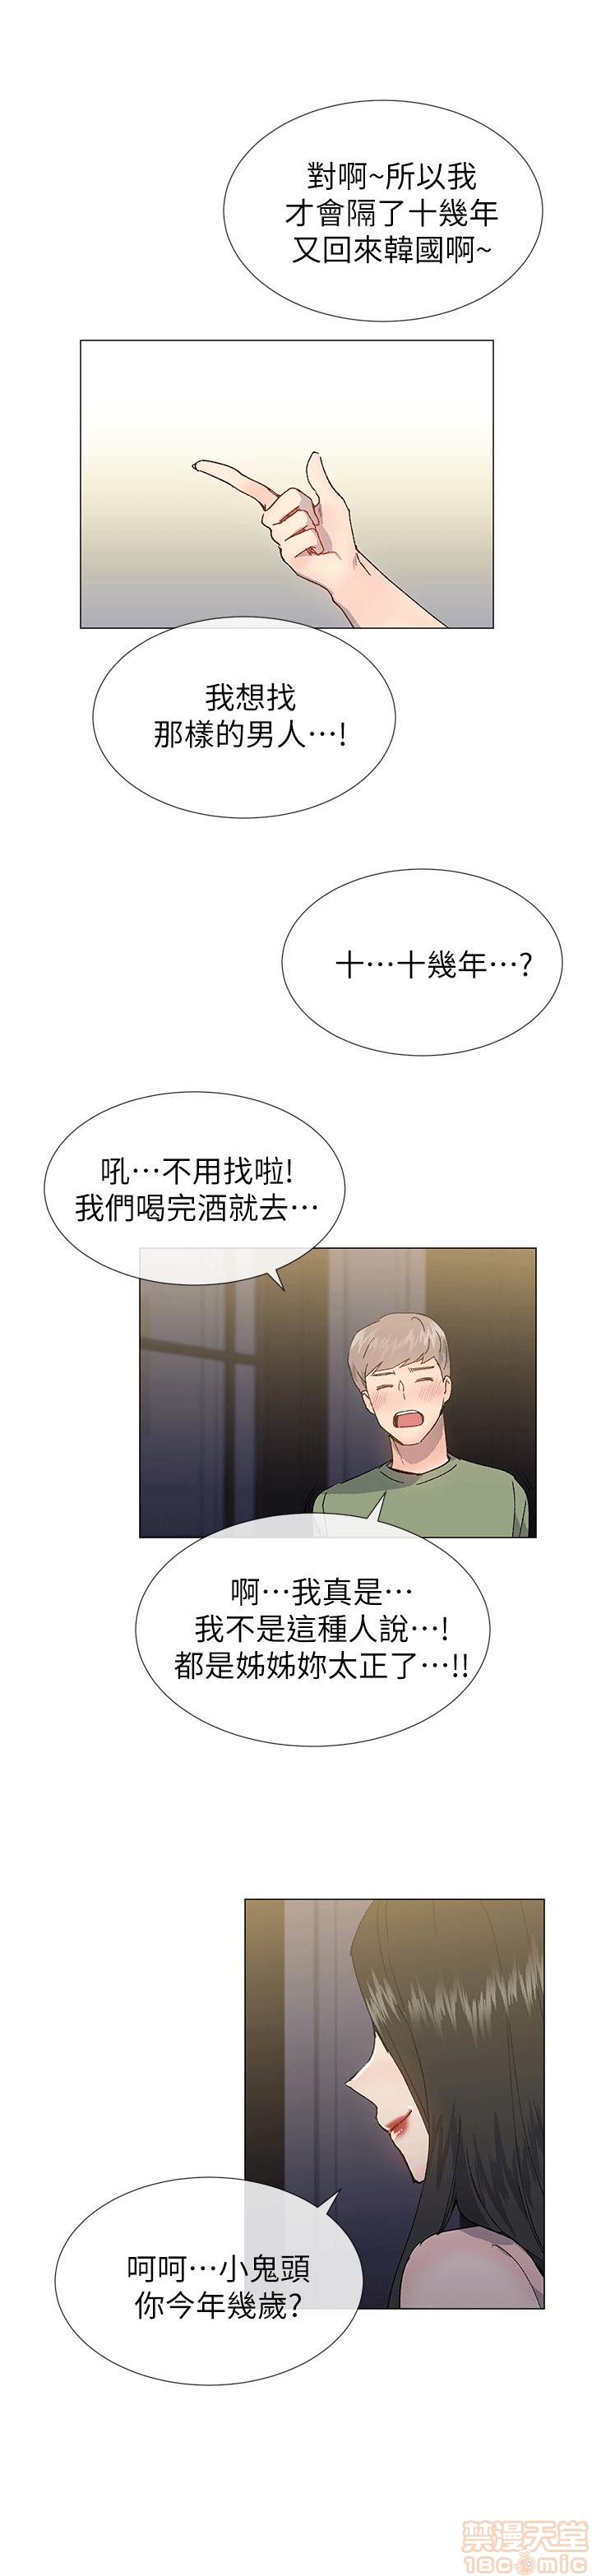 對啊~所以我
才會隔了十幾年
又回來韓國啊~
我想找
那樣的男人⋯!
十⋯十幾年⋯?
吼⋯不用找啦!
我們喝完酒就去⋯
啊⋯我真是⋯
我不是這種人說⋯!
都是姊姊妳太正了⋯!!
呵呵⋯小鬼頭
你今年幾歲?
禁漫天堂
18comic